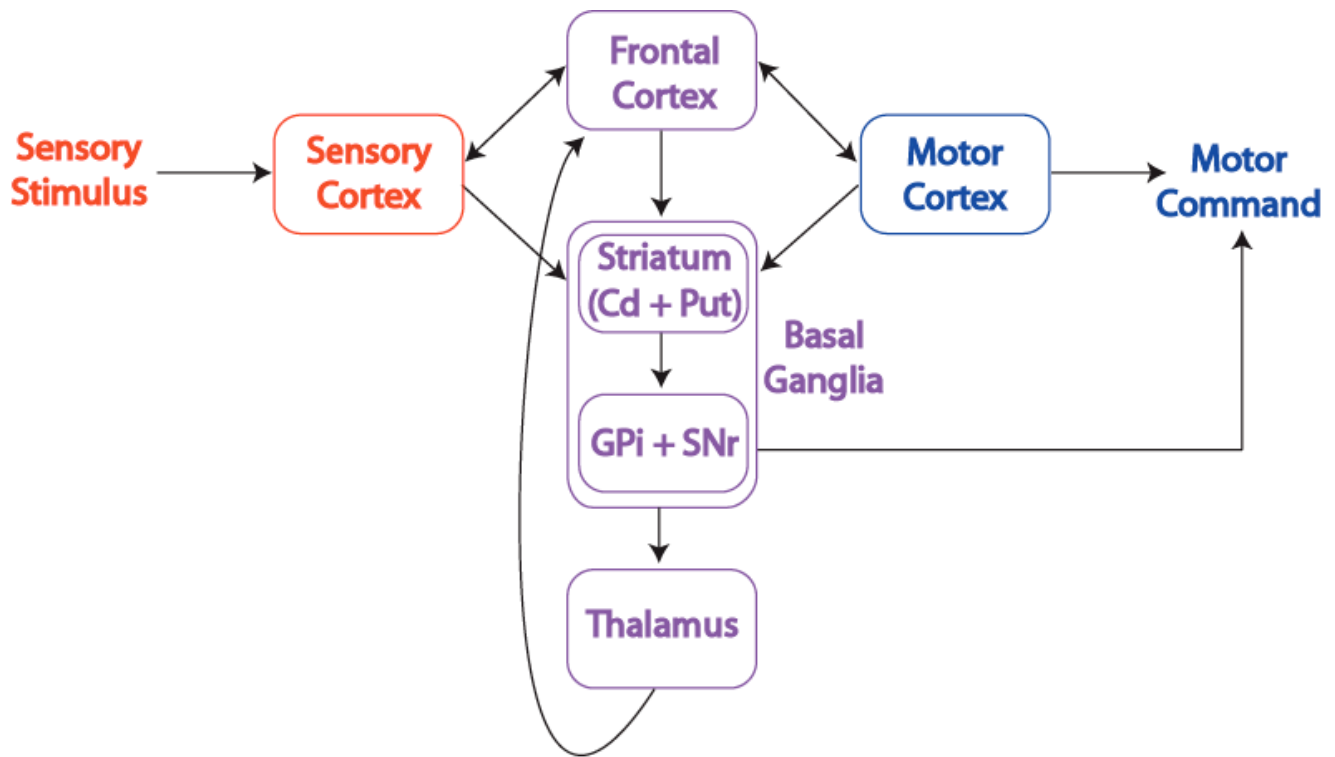 Frontal
Cortex
Sensory
Stimulus
Sensory
Cortex
Motor
Cortex
Motor
Command
Striatum
(Cd + Put)
Basal
Ganglia
GPi + SNr
Thalamus